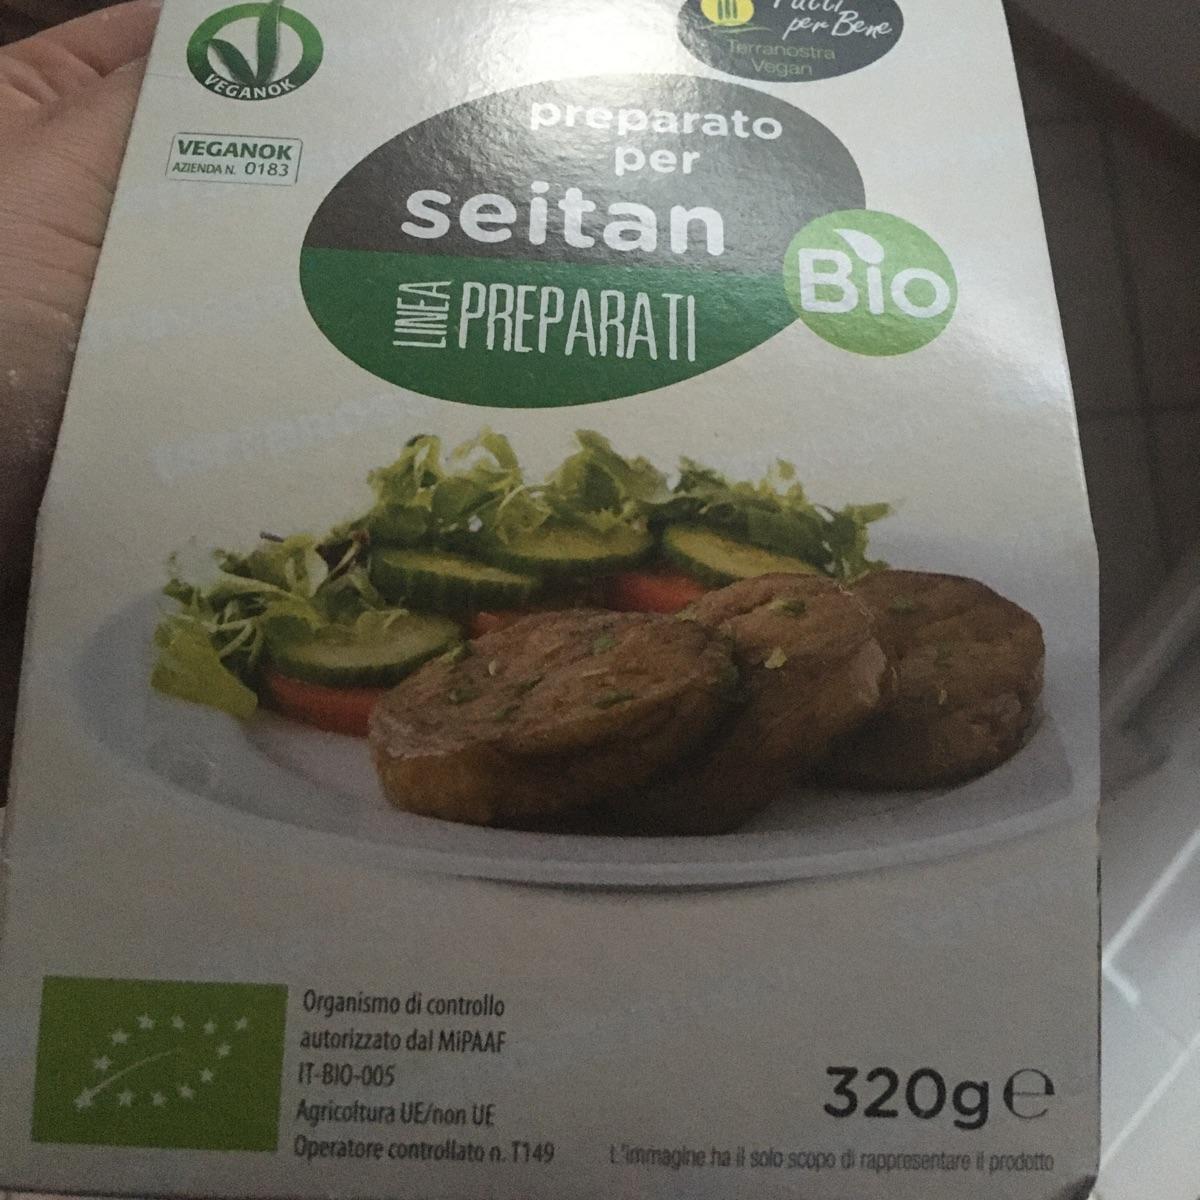 Tutti
per Bene
Terranostra
Vegan
VEGANOK
VEGANOK
AZIENDA N. 0183
preparato
per
seitan
LINEA PREPARATI
Bio
Organismo di controllo
autorizzato dal MiPAAF
IT-BIO-005
Agricoltura UE/non UE
Operatore controllato n. T149
320g e
L'immagine ha il solo scopo di rappresentare il prodotto